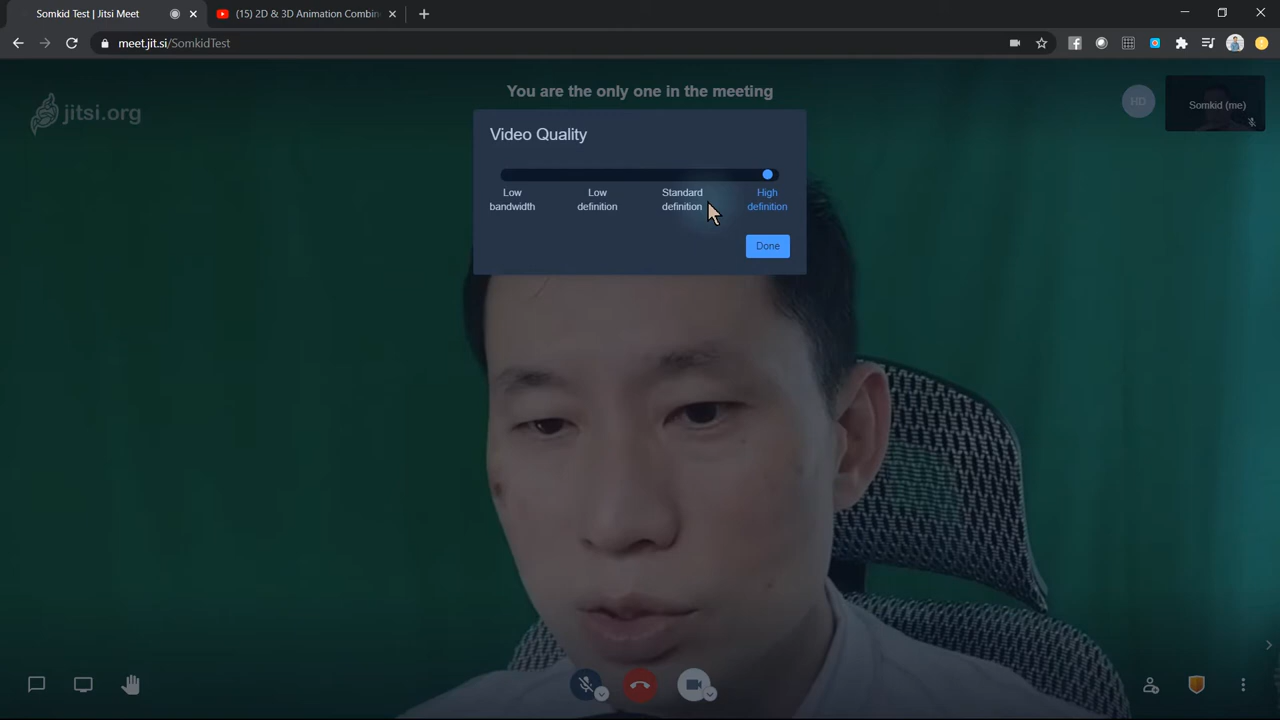 Somkid Test | Jitsi Meet
(15) 2D & 3D Animation Combin
meet.jit.si/SomkidTest
jitsi.org
You are the only one in the meeting
HD
Somkid (me)
Video Quality
Low bandwidth
Low definition
Standard definition
High definition
Done